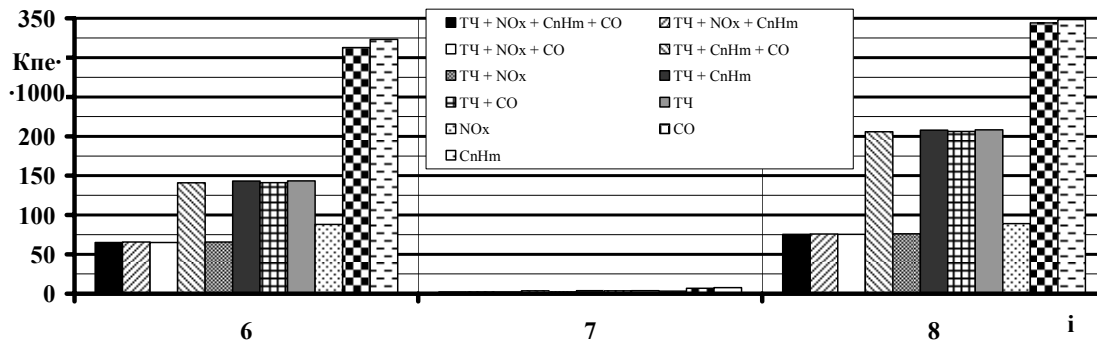 350
300
Кпе·
·1000
200
150
100
50
0
ТЧ + NOx + CnHm + CO
ТЧ + NOx + CnHm
ТЧ + NOx + CO
ТЧ + CnHm + CO
ТЧ + NOx
ТЧ + CnHm
ТЧ + CO
ТЧ
NOx
CO
CnHm
6
7
8
i